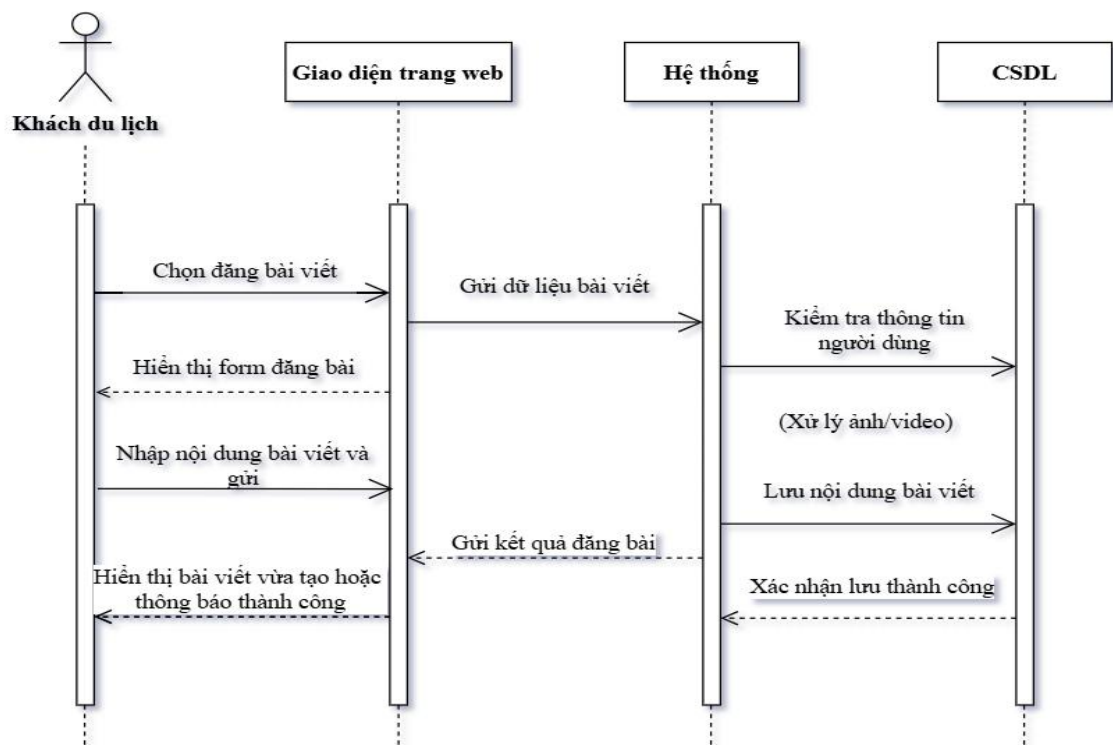 Khách du lịch
Giao diện trang web
Hệ thống
CSDL
Chọn đăng bài viết
Gửi dữ liệu bài viết
Kiểm tra thông tin
người dùng
Hiển thị form đăng bài
(Xử lý ảnh/video)
Nhập nội dung bài viết và
gửi
Lưu nội dung bài viết
Gửi kết quả đăng bài
Hiển thị bài viết vừa tạo hoặc
thông báo thành công
Xác nhận lưu thành công